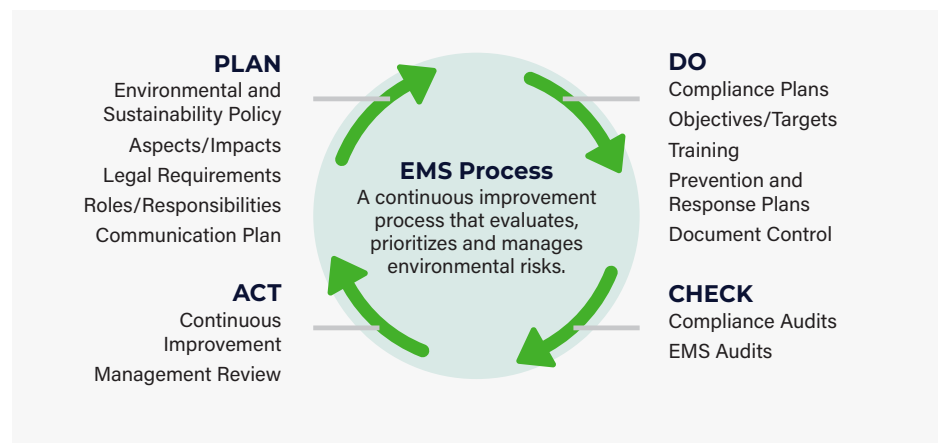 PLAN
Environmental and
Sustainability Policy
Aspects/Impacts
Legal Requirements
Roles/Responsibilities
Communication Plan
DO
Compliance Plans
Objectives/Targets
Training
Prevention and
Response Plans
Document Control
EMS Process
A continuous improvement
process that evaluates,
prioritizes and manages
environmental risks.
ACT
Continuous
Improvement
Management Review
CHECK
Compliance Audits
EMS Audits